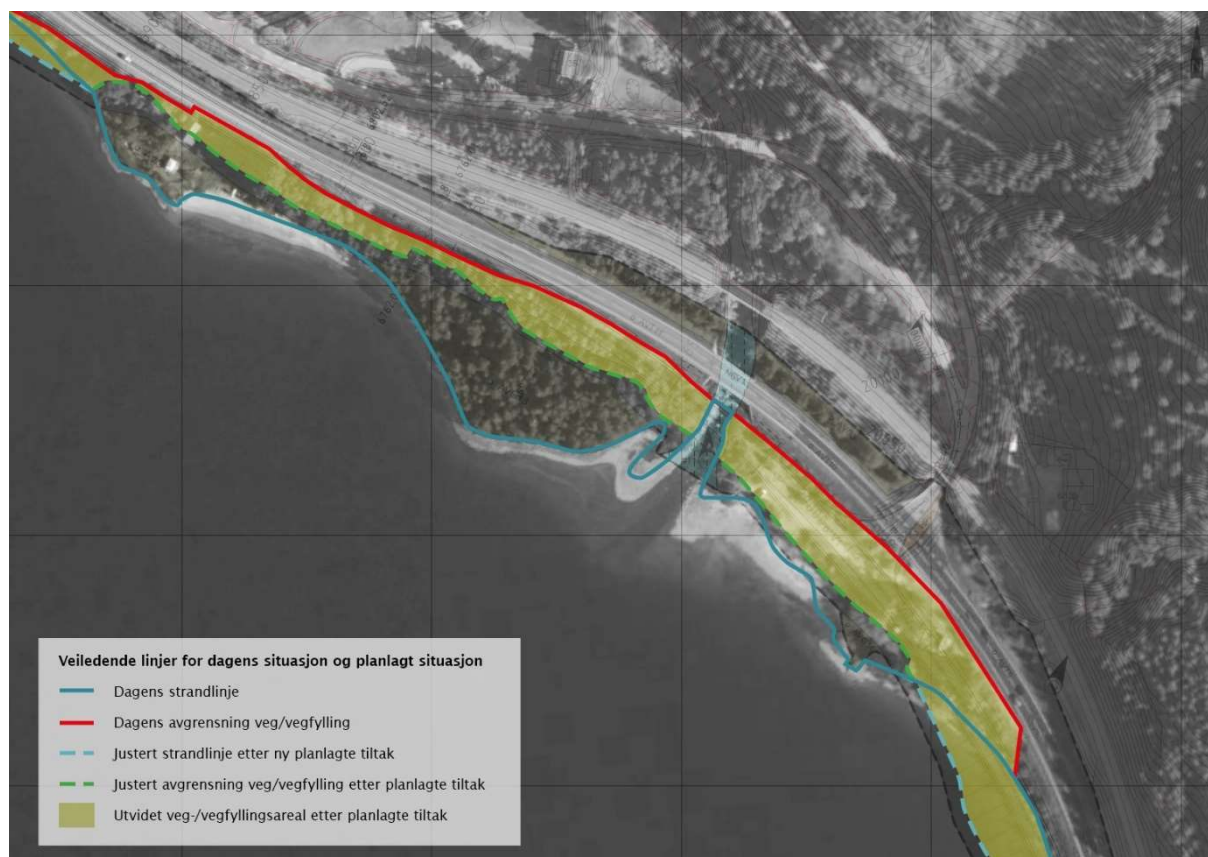 Veiledende linjer for dagens situasjon og planlagt situasjon
Dagens strandlinje
Dagens avgrensning veg/vegfylling
Justert strandlinje etter ny planlagte tiltak
Justert avgrensning veg/vegfylling etter planlagte tiltak
Utvidet veg-/vegfyllingsareal etter planlagte tiltak